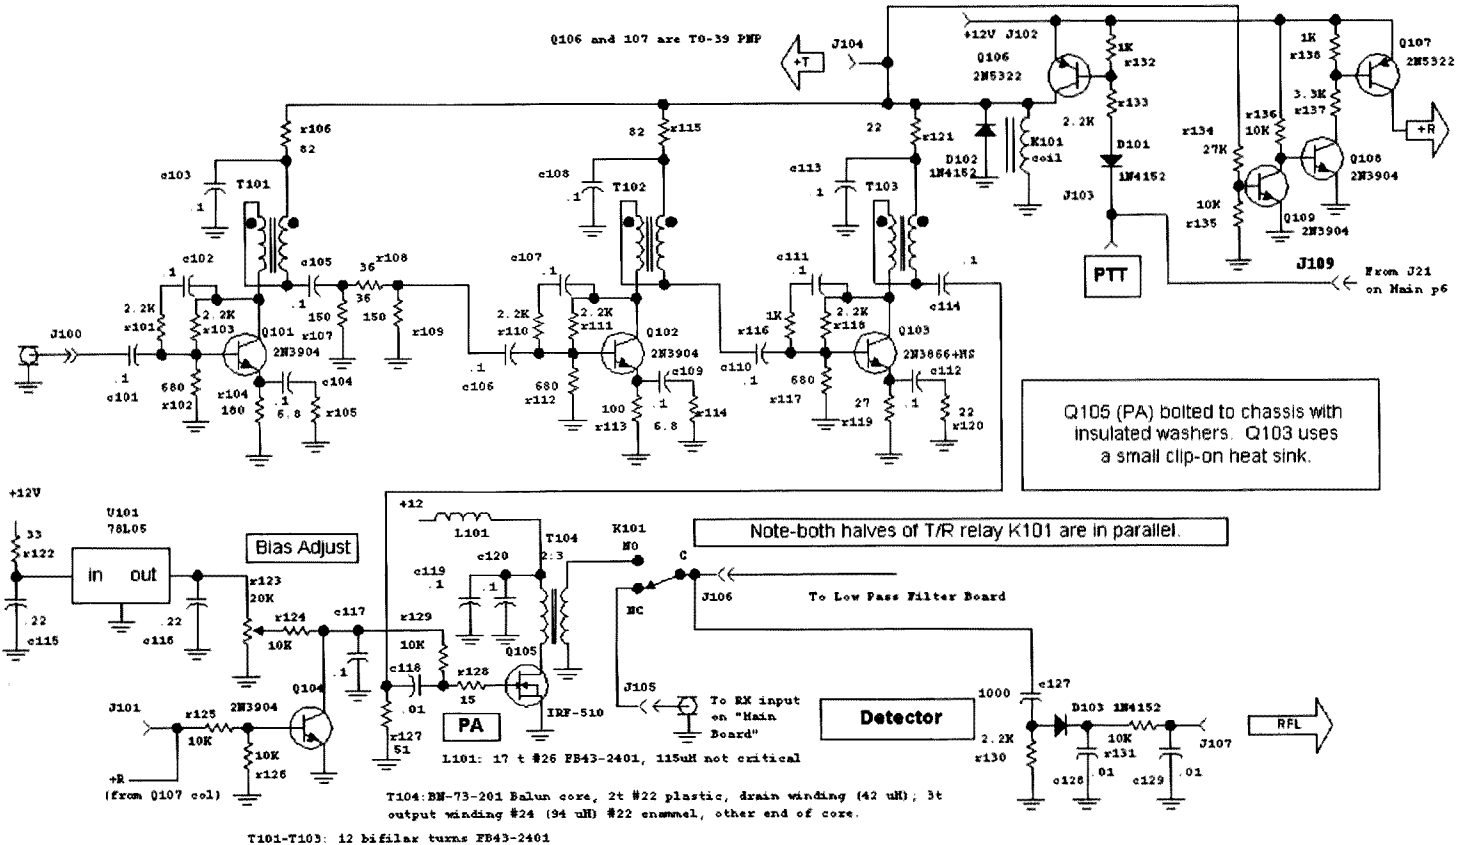 Q106 and 107 are TO-39 PNP
+T
J104
+12V J102
Q106
2N5322
1K
r132
r133
2.2K
1K
r138
Q107
2N5322
3.3K
r137
r136
10K
+R
r134
27K
Q108
2N3904
10K
r135
Q109
2N3904
D101
1N4152
J103
PTT
J109
From J21
on Main p6
K101
coil
D102
1N4152
r106
82
82
r115
22
r121
c103
.1
T101
c108
.1
T102
c113
.1
T103
c102
.1
c105
.1
r108
36
36
150
r107
150
r109
c107
.1
c111
.1
.1
c114
2.2K
r101
2.2K
r103
Q101
2N3904
J100
.1
c101
680
r102
r104
180
c104
.1
6.8
r105
2.2K
r110
2.2K
r111
Q102
2N3904
.1
c106
680
r112
100
r113
c109
.1
6.8
r114
1K
r116
2.2K
r118
Q103
2N3866+HS
c110
.1
680
r117
27
r119
c112
.1
22
r120
Q105 (PA) bolted to chassis with
insulated washers. Q103 uses
a small clip-on heat sink.
+12V
33
r122
U101
78L05
in out
.22
c115
.22
c116
Bias Adjust
r123
20K
r124
10K
c117
.1
r129
10K
c118
.01
r127
51
r128
15
Q105
IRF-510
PA
+12
L101
c119
.1
c120
.1
T104
2:3
K101
NO
C
NC
Note-both halves of T/R relay K101 are in parallel.
J106
To Low Pass Filter Board
J105
To RX input
on "Main
Board"
Detector
1000
c127
D103 1N4152
2.2K
r130
10K
r131
c128
.01
c129
.01
J107
RFL
J101
r125
10K
2N3904
Q104
10K
r126
+R
(from Q107 col)
L101: 17 t #26 FB43-2401, 115uH not critical
T104:BN-73-201 Balun core, 2t #22 plastic, drain winding (42 uH); 3t
output winding #24 (94 uH) #22 enammel, other end of core.
T101-T103: 12 bifilar turns FB43-2401